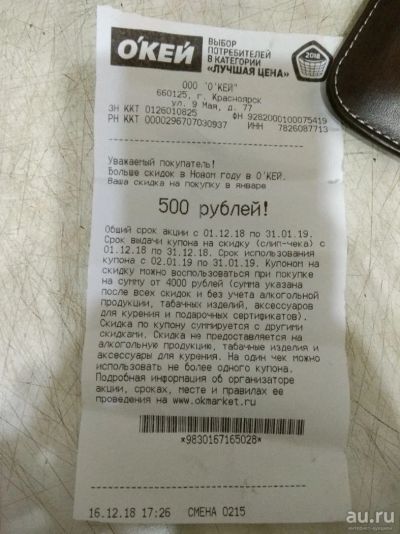 О'КЕЙ
ВЫБОР
ПОТРЕБИТЕЛЕЙ
В КАТЕГОРИИ
«ЛУЧШАЯ ЦЕНА»
2018
ООО "О'КЕЙ"
660125, г. Красноярск
ул. 9 Мая, д. 77
ЗН ККТ 0126010825 ФН 9282000100075419
РН ККТ 0000296707030937 ИНН 7826087713
Уважаемый покупатель!
Больше скидок в Новом году в О'КЕЙ.
Ваша скидка на покупку в январе
500 рублей!
Общий срок акции с 01.12.18 по 31.01.19.
Срок выдачи купона на скидку (слип-чека) с
01.12.18 по 31.12.18. Срок использования
купона с 02.01.19 по 31.01.19. Купоном на
скидку можно воспользоваться при покупке
на сумму от 4000 рублей (сумма указана
после всех скидок и без учета алкогольной
продукции, табачных изделий, аксессуаров
для курения и подарочных сертификатов).
Скидка по купону суммируется с другими
скидками. Скидка не предоставляется на
алкогольную продукцию, табачные изделия и
аксессуары для курения. На один чек можно
использовать не более одного купона.
Подробная информация об организаторе
акции, сроках, месте и правилах ее
проведения на www.okmarket.ru
*9830167165028*
16.12.18 17:26 СМЕНА 0215
au.ru